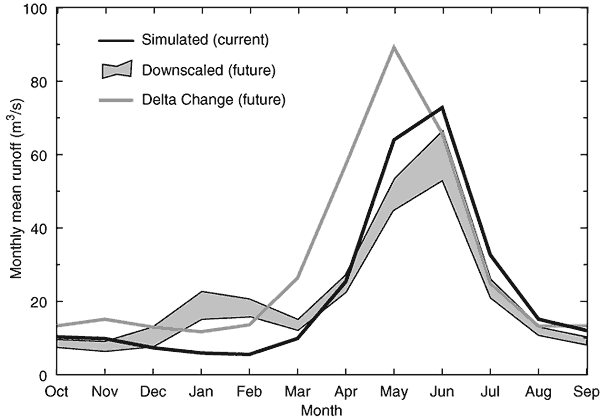 100
80
60
40
20
0
Monthly mean runoff (m³/s)
Simulated (current)
Downscaled (future)
Delta Change (future)
Oct Nov Dec Jan Feb Mar Apr May Jun Jul Aug Sep
Month